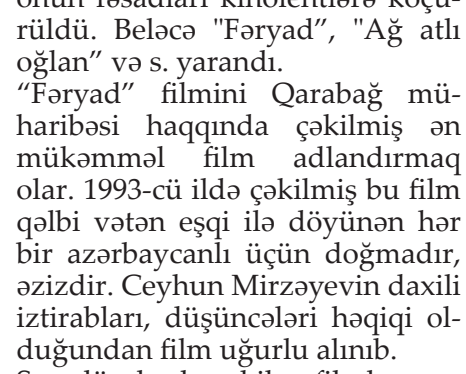 onun fəsadları kinolentlərə köçü-
rüldü. Beləcə "Fəryad”, "Ağ atlı
oğlan” və s. yarandı.
“Fəryad” filmini Qarabağ mü-
haribəsi haqqında çəkilmiş ən
mükəmməl film adlandırmaq
olar. 1993-cü ildə çəkilmiş bu film
qəlbi vətən eşqi ilə döyünən hər
bir azərbaycanlı üçün doğmadır,
əzizdir. Ceyhun Mirzəyevin daxili
iztirabları, düşüncələri həqiqi ol-
duğundan film uğurlu alınıb.